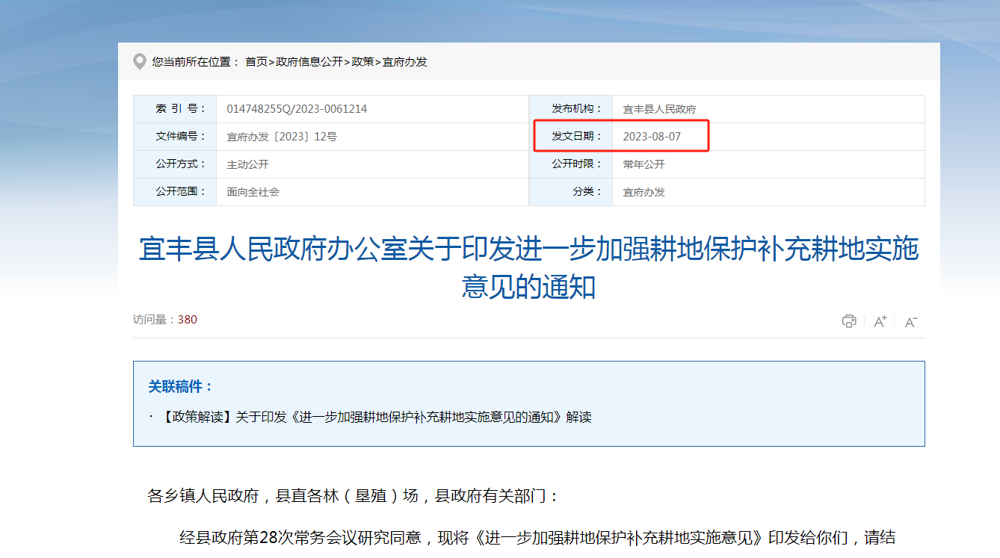 您当前所在位置： 首页>政府信息公开>政策>宜府办发
索 引 号： 014748255Q/2023-0061214 发布机构： 宜丰县人民政府
文件编号： 宜府办发〔2023〕12号 发文日期： 2023-08-07
公开方式： 主动公开 公开时限： 常年公开
公开范围： 面向全社会 分类： 宜府办发
宜丰县人民政府办公室关于印发进一步加强耕地保护补充耕地实施
意见的通知
访问量：380
A+ A-
关联稿件：
· 【政策解读】关于印发《进一步加强耕地保护补充耕地实施意见的通知》解读
各乡镇人民政府，县直各林（垦殖）场，县政府有关部门：
经县政府第28次常务会议研究同意，现将《进一步加强耕地保护补充耕地实施意见》印发给你们，请结